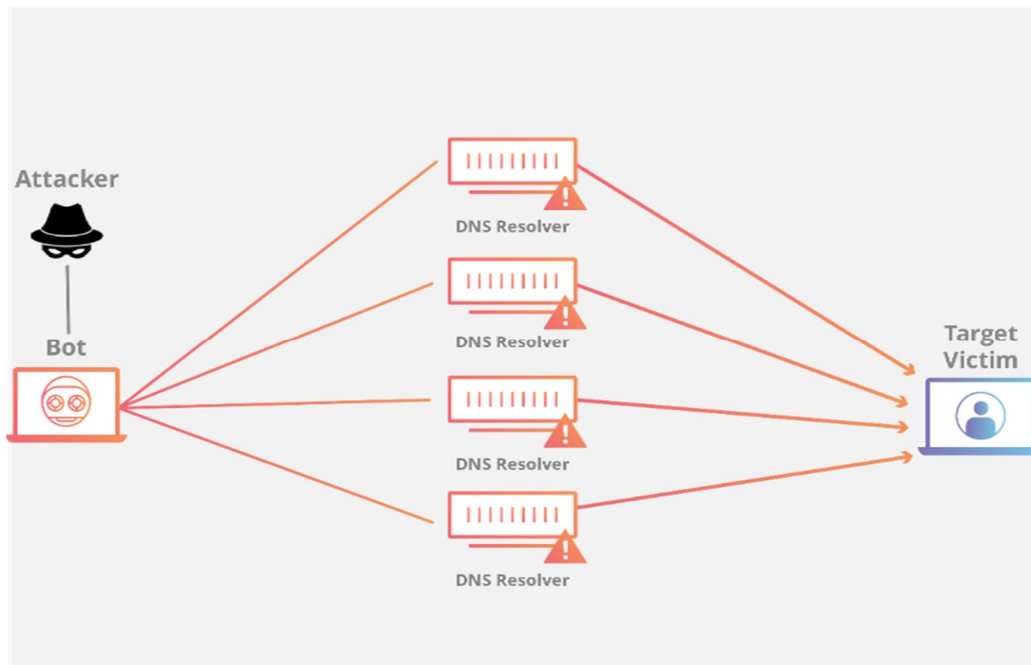 Attacker
Bot
DNS Resolver
DNS Resolver
DNS Resolver
DNS Resolver
Target
Victim